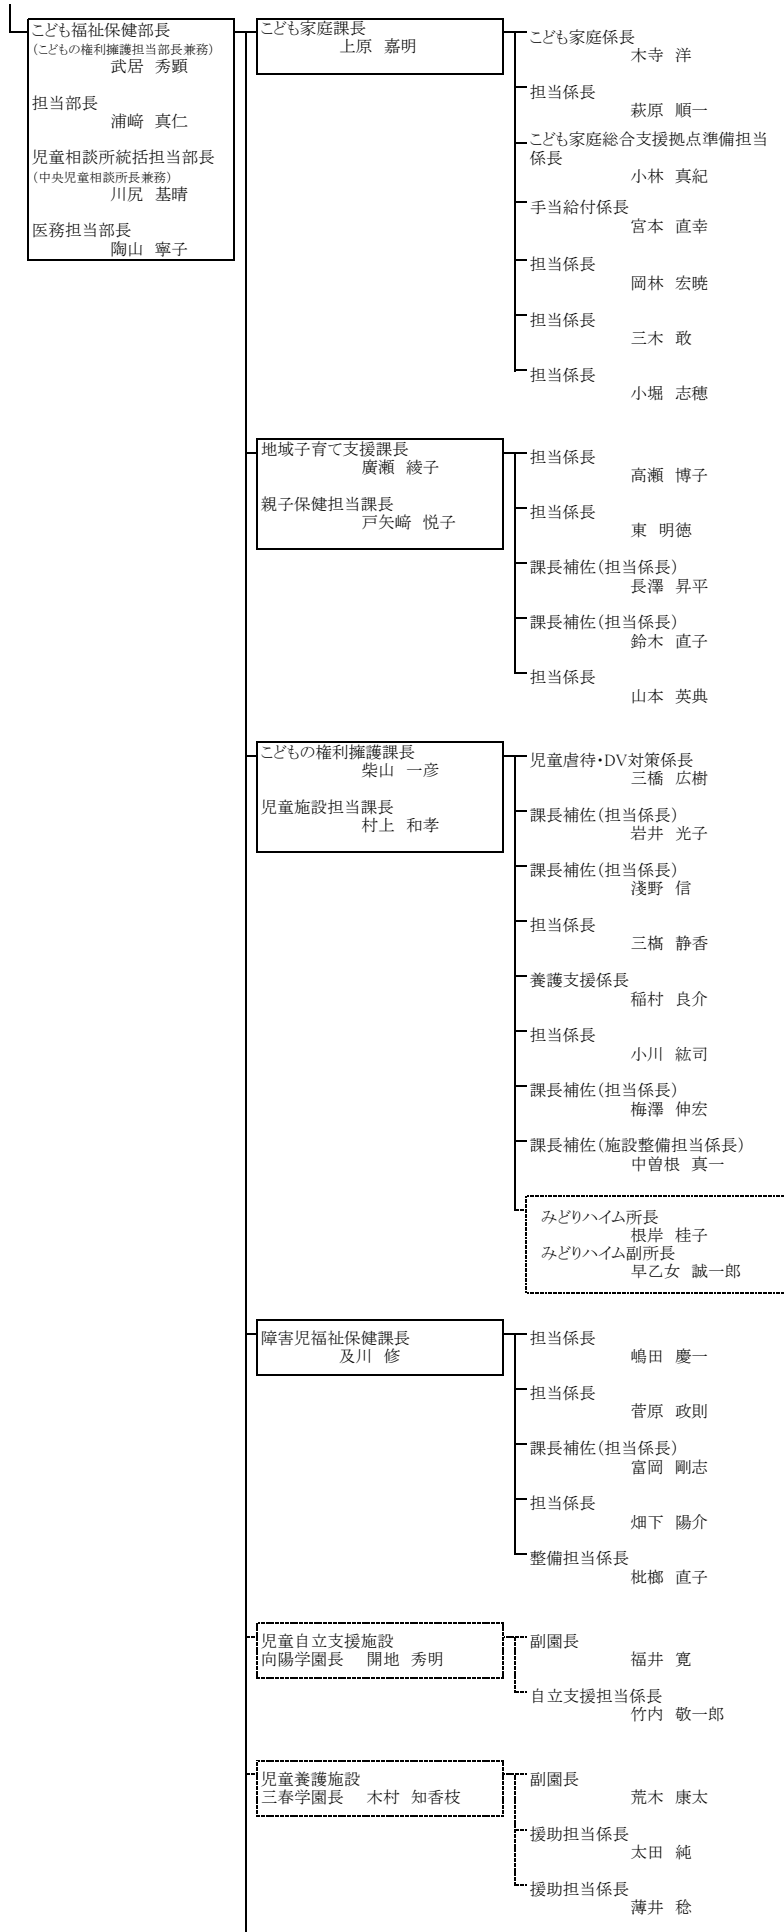 こども福祉保健部長
(こどもの権利擁護担当部長兼務)
武居 秀顕
担当部長
浦﨑 真仁
児童相談所統括担当部長
(中央児童相談所長兼務)
川尻 基晴
医務担当部長
陶山 寧子
こども家庭課長
上原 嘉明
こども家庭係長
木寺 洋
担当係長
萩原 順一
こども家庭総合支援拠点準備担当
係長
小林 真紀
手当給付係長
宮本 直幸
担当係長
岡林 宏暁
担当係長
三木 敢
担当係長
小堀 志穂
地域子育て支援課長
廣瀬 綾子
親子保健担当課長
戸矢﨑 悦子
担当係長
高瀬 博子
担当係長
東 明徳
課長補佐(担当係長)
長澤 昇平
課長補佐(担当係長)
鈴木 直子
担当係長
山本 英典
こどもの権利擁護課長
柴山 一彦
児童施設担当課長
村上 和孝
児童虐待・DV対策係長
三橋 広樹
課長補佐(担当係長)
岩井 光子
課長補佐(担当係長)
淺野 信
担当係長
三槗 静香
養護支援係長
稲村 良介
担当係長
小川 紘司
課長補佐(担当係長)
梅澤 伸宏
課長補佐(施設整備担当係長)
中曽根 真一
みどりハイム所長
根岸 桂子
みどりハイム副所長
早乙女 誠一郎
障害児福祉保健課長
及川 修
担当係長
嶋田 慶一
担当係長
菅原 政則
課長補佐(担当係長)
富岡 剛志
担当係長
畑下 陽介
整備担当係長
枇榔 直子
児童自立支援施設
向陽学園長 開地 秀明
副園長
福井 寛
自立支援担当係長
竹内 敬一郎
児童養護施設
三春学園長 木村 知香枝
副園長
荒木 康太
援助担当係長
太田 純
援助担当係長
薄井 稔